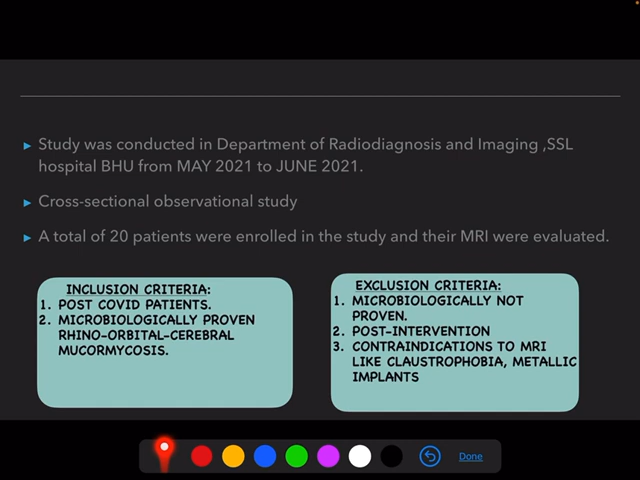 Study was conducted in Department of Radiodiagnosis and Imaging ,SSL
hospital BHU from MAY 2021 to JUNE 2021.
Cross-sectional observational study
A total of 20 patients were enrolled in the study and their MRI were evaluated.
INCLUSION CRITERIA:
1. POST COVID PATIENTS.
2. MICROBIOLOGICALLY PROVEN
RHINO-ORBITAL-CEREBRAL
MUCORMYCOSIS.
EXCLUSION CRITERIA:
1. MICROBIOLOGICALLY NOT
PROVEN.
2. POST-INTERVENTION
3. CONTRAINDICATIONS TO MRI
LIKE CLAUSTROPHOBIA, METALLIC
IMPLANTS
Done